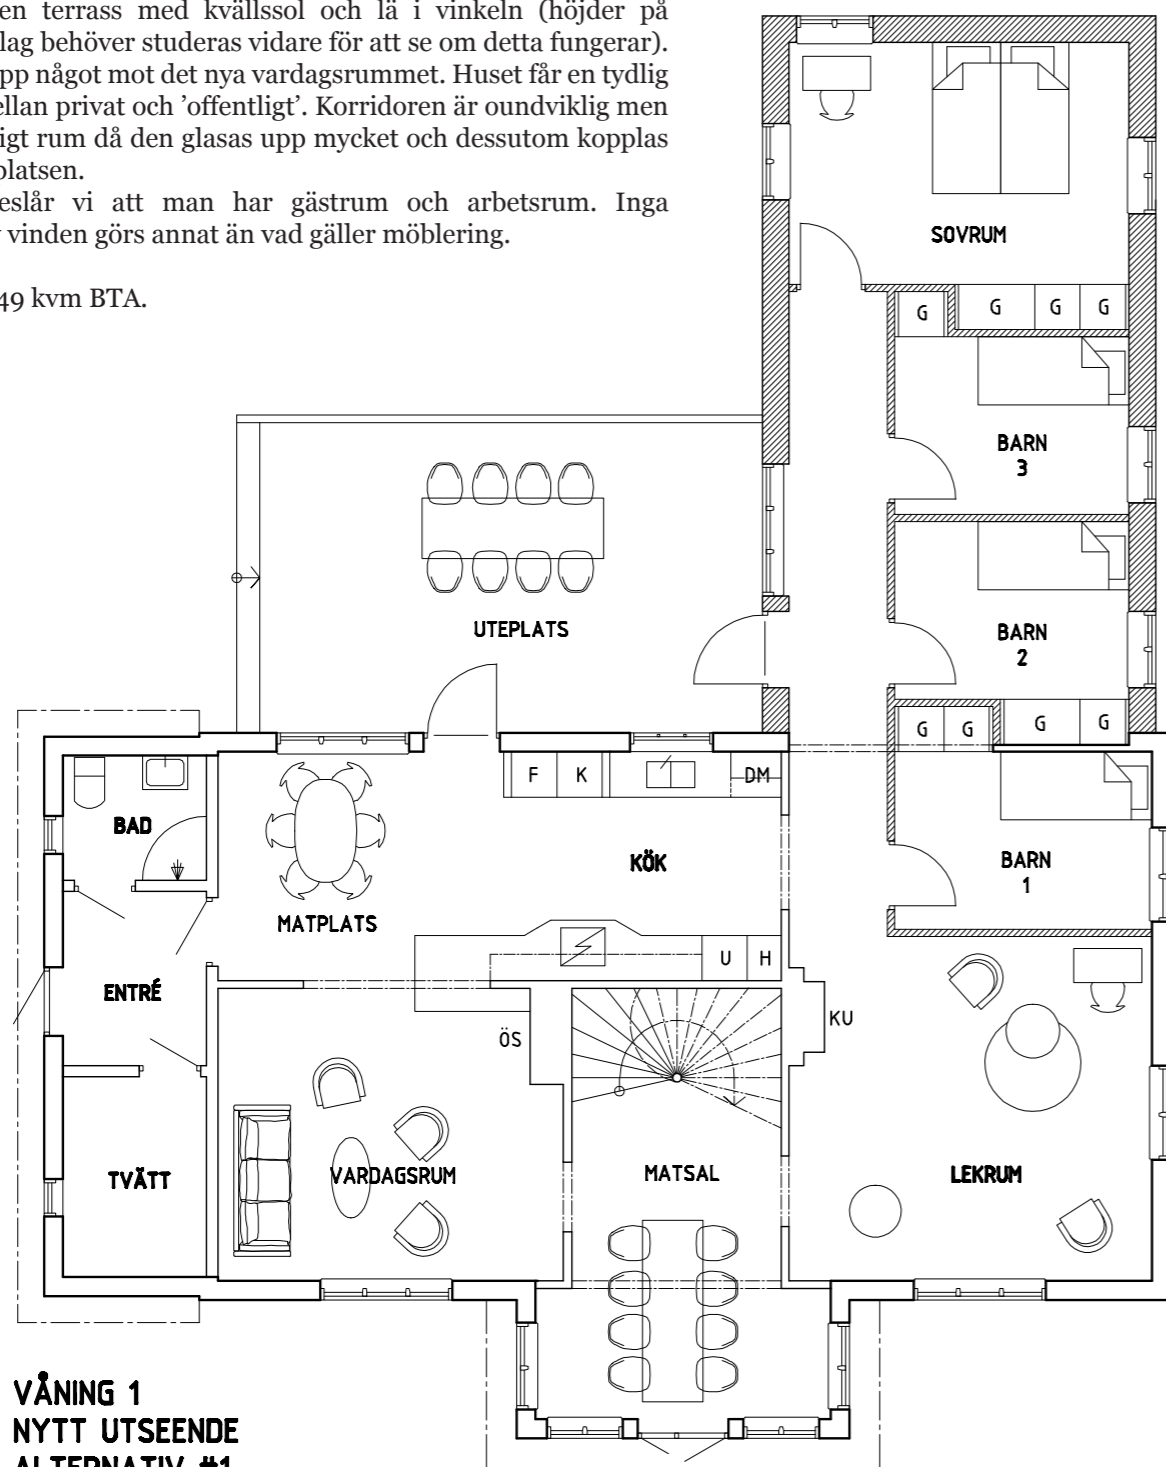 en terrass med kvällssol och lä i vinkeln (höjder på
lag behöver studeras vidare för att se om detta fungerar).
pp något mot det nya vardagsrummet. Huset får en tydlig
ellan privat och ’offentligt’. Korridoren är oundviklig men
igt rum då den glasas upp mycket och dessutom kopplas
platsen.
eslår vi att man har gästrum och arbetsrum. Inga
vinden görs annat än vad gäller möblering.
49 kvm BTA.
SOVRUM
G G G G
BARN
3
UTEPLATS
BARN
2
G G G G
F K DM
BAD
KÖK
BARN
1
MATPLATS
U H
ENTRÉ
KU
ÖS
TVÄTT
VARDAGSRUM
MATSAL
LEKRUM
VÅNING 1
NYTT UTSEENDE
ALTERNATIV #1